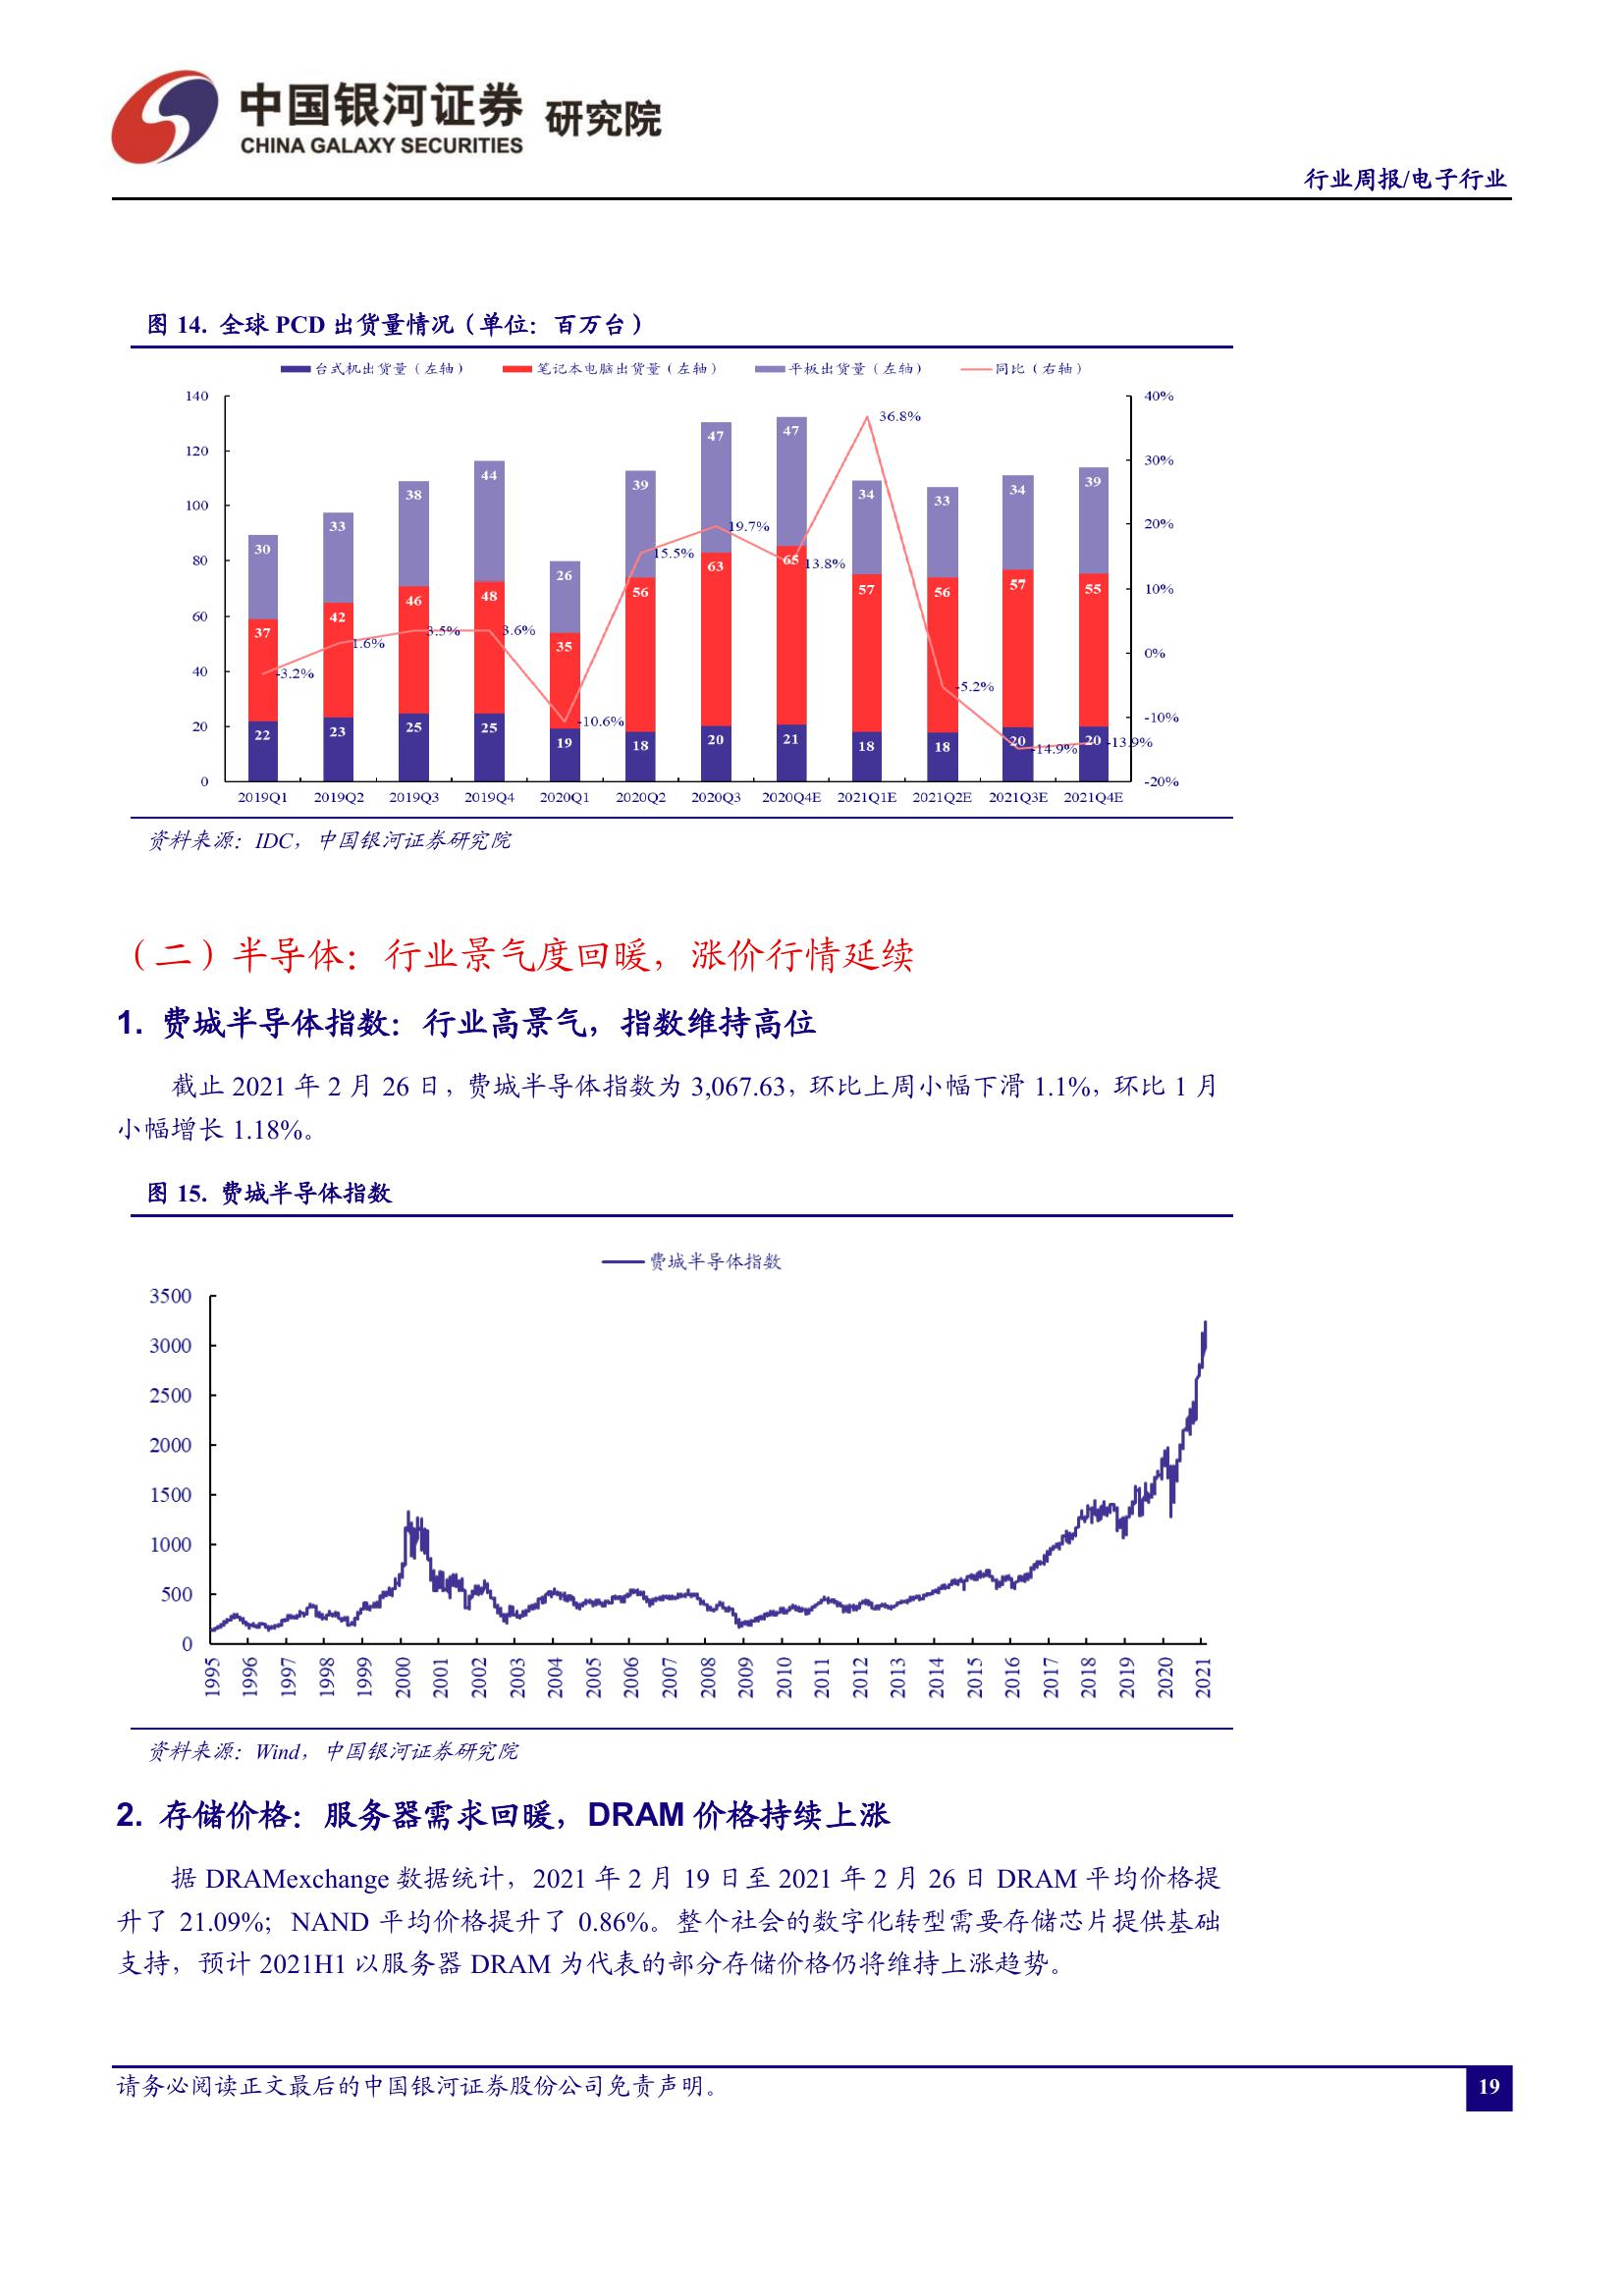 中国银河证券 研究院
CHINA GALAXY SECURITIES
行业周报/电子行业
图 14. 全球 PCD 出货量情况（单位：百万台）
台式机出货量（左轴） 笔记本电脑出货量（左轴） 平板出货量（左轴） 同比（右轴）
140 40%
36.8%
120 30%
100 20%
80 10%
60 0%
40 -10%
20 -20%
0
30 33 38 44 26 39 47 47 34 33 34 39
37 42 46 48 35 56 63 65 57 56 57 55
22 23 25 25 19 18 20 21 18 18 20 20
-3.2% 1.6% 3.5% 3.6% -10.6% 15.5% 19.7% 13.8% -5.2% -14.9% -13.9%
2019Q1 2019Q2 2019Q3 2019Q4 2020Q1 2020Q2 2020Q3 2020Q4E 2021Q1E 2021Q2E 2021Q3E 2021Q4E
资料来源：IDC，中国银河证券研究院
（二）半导体：行业景气度回暖，涨价行情延续
1. 费城半导体指数：行业高景气，指数维持高位
截止 2021 年 2 月 26 日，费城半导体指数为 3,067.63，环比上周小幅下滑 1.1%，环比 1 月
小幅增长 1.18%。
图 15. 费城半导体指数
费城半导体指数
3500
3000
2500
2000
1500
1000
500
0
1995 1996 1997 1998 1999 2000 2001 2002 2003 2004 2005 2006 2007 2008 2009 2010 2011 2012 2013 2014 2015 2016 2017 2018 2019 2020 2021
资料来源：Wind，中国银河证券研究院
2. 存储价格：服务器需求回暖，DRAM 价格持续上涨
据 DRAMexchange 数据统计，2021 年 2 月 19 日至 2021 年 2 月 26 日 DRAM 平均价格提
升了 21.09%；NAND 平均价格提升了 0.86%。整个社会的数字化转型需要存储芯片提供基础
支持，预计 2021H1 以服务器 DRAM 为代表的部分存储价格仍将维持上涨趋势。
请务必阅读正文最后的中国银河证券股份公司免责声明。
19